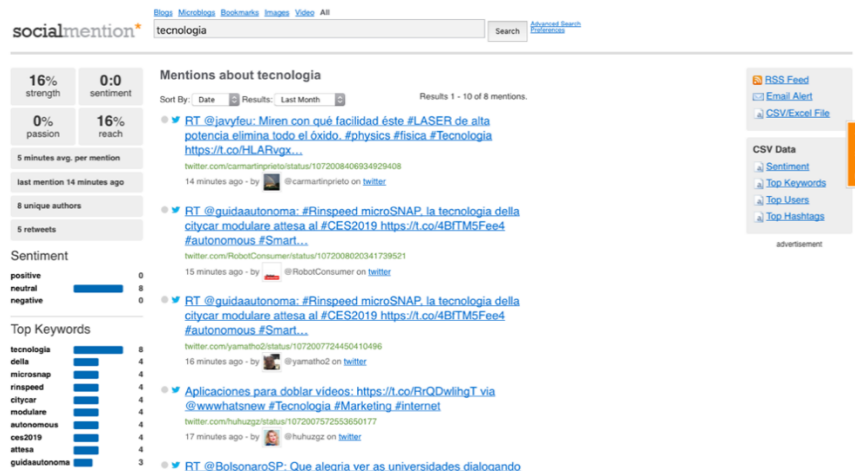 Blogs Microblogs Bookmarks Images Video All
socialmention*
tecnologia
Search
Advanced Search
Preferences
16%
strength
0:0
sentiment
0%
passion
16%
reach
5 minutes avg. per mention
last mention 14 minutes ago
8 unique authors
5 retweets
Sentiment
positive 0
neutral 8
negative 0
Top Keywords
tecnologia 8
della 4
microsnap 4
rinspeed 4
citycar 4
modulare 4
autonomous 4
ces2019 4
attesa 4
guidautonoma 3
Mentions about tecnologia
Sort By: Date Results: Last Month
Results 1 - 10 of 8 mentions.
RT @javyfeu: Miren con qué facilidad éste #LASER de alta
potencia elimina todo el óxido. #physics #fisica #Tecnologia
https://t.co/HLARvgx…
twitter.com/carmartinprieto/status/1072008406934929408
14 minutes ago - by @carmartinprieto on twitter
RT @guidaautonoma: #Rinspeed microSNAP, la tecnologia della
citycar modulare attesa al #CES2019 https://t.co/4BfTM5Fee4
#autonomous #Smart…
twitter.com/RobotConsumer/status/1072008020341739521
15 minutes ago - by @RobotConsumer on twitter
RT @guidaautonoma: #Rinspeed microSNAP, la tecnologia della
citycar modulare attesa al #CES2019 https://t.co/4BfTM5Fee4
#autonomous #Smart…
twitter.com/yamatho2/status/1072007724450410496
16 minutes ago - by @yamatho2 on twitter
Aplicaciones para doblar vídeos: https://t.co/RrQDwlihgT via
@wwwhatsnew #Tecnologia #Marketing #internet
twitter.com/huhuzgz/status/1072007572553650177
17 minutes ago - by @huhuzgz on twitter
RT @BolsonaroSP: Que alegria ver as universidades dialogando
RSS Feed
Email Alert
CSV/Excel File
CSV Data
Sentiment
Top Keywords
Top Users
Top Hashtags
advertisement